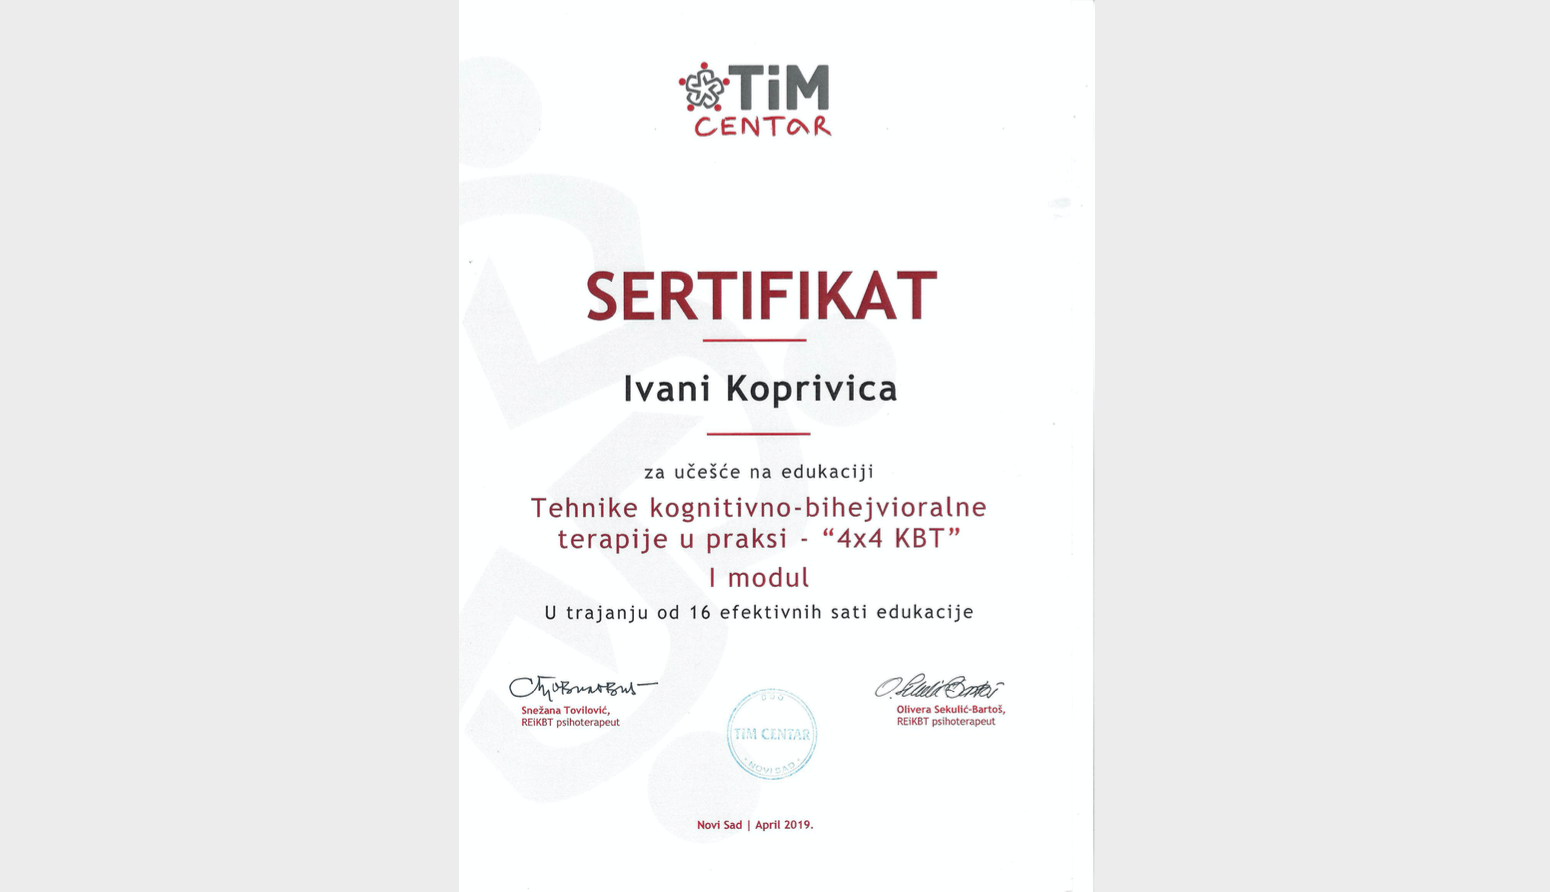 TiM
CENTAR
SERTIFIKAT
Ivani Koprivica
za učešće na edukaciji
Tehnike kognitivno-bihejvioralne
terapije u praksi - “4x4 KBT”
I modul
U trajanju od 16 efektivnih sati edukacije
Snežana Tovilović,
REiKBT psihoterapeut
Olivera Sekulić-Bartoš,
REiKBT psihoterapeut
TIM CENTAR
NOVI SAD
Novi Sad | April 2019.